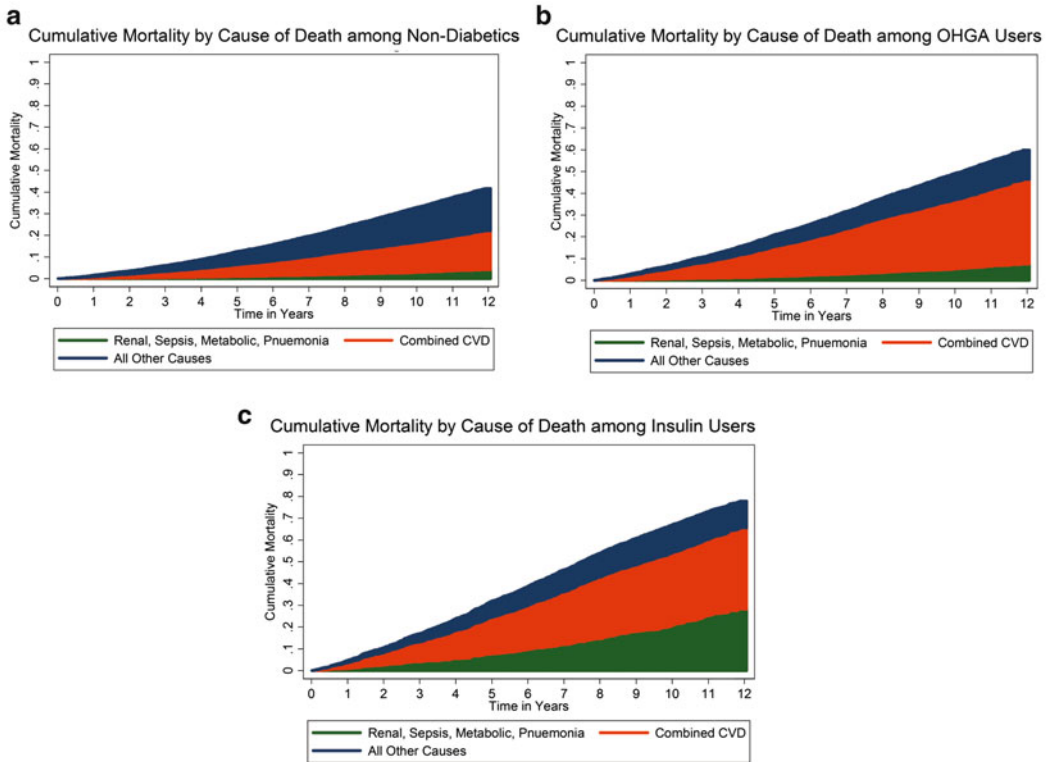 a
Cumulative Mortality by Cause of Death among Non-Diabetics
Cumulative Mortality
1
.9
.8
.7
.6
.5
.4
.3
.2
.1
0
0 1 2 3 4 5 6 7 8 9 10 11 12
Time in Years
Renal, Sepsis, Metabolic, Pnuemonia Combined CVD
All Other Causes
b
Cumulative Mortality by Cause of Death among OHGA Users
Cumulative Mortality
1
.9
.8
.7
.6
.5
.4
.3
.2
.1
0
0 1 2 3 4 5 6 7 8 9 10 11 12
Time in Years
Renal, Sepsis, Metabolic, Pnuemonia Combined CVD
All Other Causes
c
Cumulative Mortality by Cause of Death among Insulin Users
Cumulative Mortality
1
.9
.8
.7
.6
.5
.4
.3
.2
.1
0
0 1 2 3 4 5 6 7 8 9 10 11 12
Time in Years
Renal, Sepsis, Metabolic, Pnuemonia Combined CVD
All Other Causes